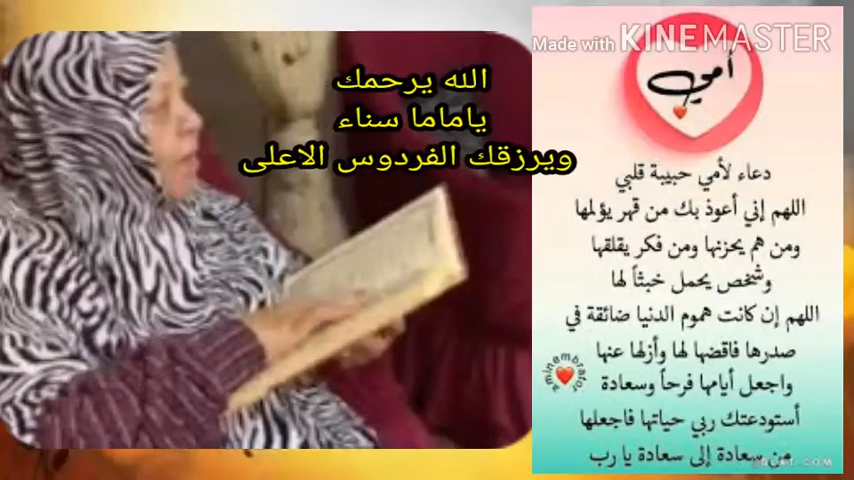 الله يرحمك
ياماما سناء
ويرزقك الفردوس الاعلى
Made with KINEMASTER
أمي
دعاء لأمي حبيبة قلبي
اللهم إني أعوذ بك من قهر يؤلمها
ومن هم يحزنها ومن فكر يقلقها
وشخص يحمل خبثاً لها
اللهم إن كانت هموم الدنيا ضائقة في
صدرها فاقضها لها وأزلها عنها
واجعل أيامها فرحاً وسعادة
أستودعتك ربي حياتها فاجعلها
من سعادة إلى سعادة يا رب